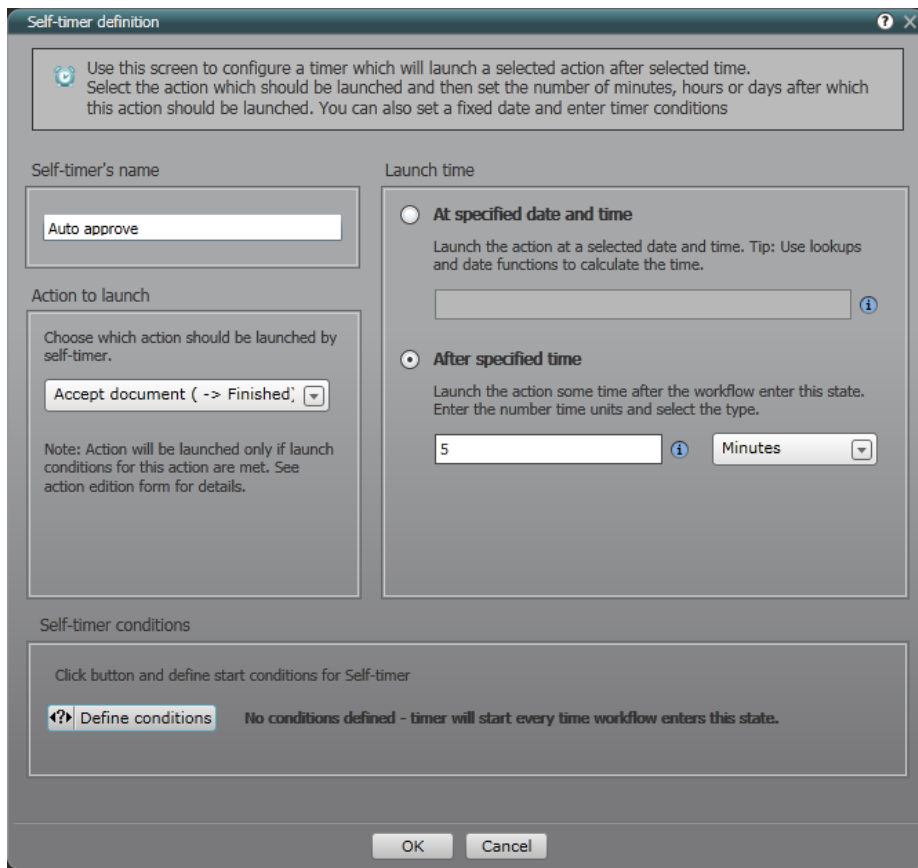 Self-timer definition
Use this screen to configure a timer which will launch a selected action after selected time.
Select the action which should be launched and then set the number of minutes, hours or days after which
this action should be launched. You can also set a fixed date and enter timer conditions
Self-timer's name
Auto approve
Action to launch
Choose which action should be launched by
self-timer.
Accept document ( -> Finished)
Note: Action will be launched only if launch
conditions for this action are met. See
action edition form for details.
Launch time
At specified date and time
Launch the action at a selected date and time. Tip: Use lookups
and date functions to calculate the time.
After specified time
Launch the action some time after the workflow enter this state.
Enter the number time units and select the type.
5
Minutes
Self-timer conditions
Click button and define start conditions for Self-timer
Define conditions
No conditions defined - timer will start every time workflow enters this state.
OK
Cancel